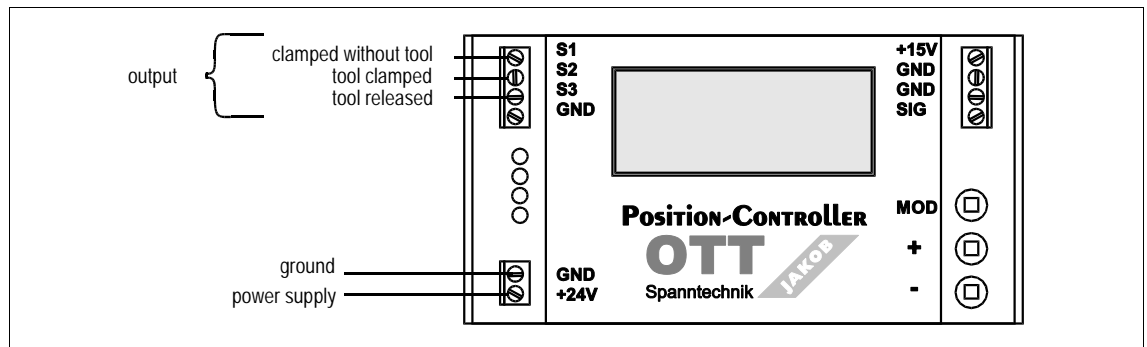 output
clamped without tool
tool clamped
tool released
S1
S2
S3
GND
+15V
GND
GND
SIG
Position-Controller
OTT
JAKOB
Spanntechnik
MOD
+
-
ground
power supply
GND
+24V